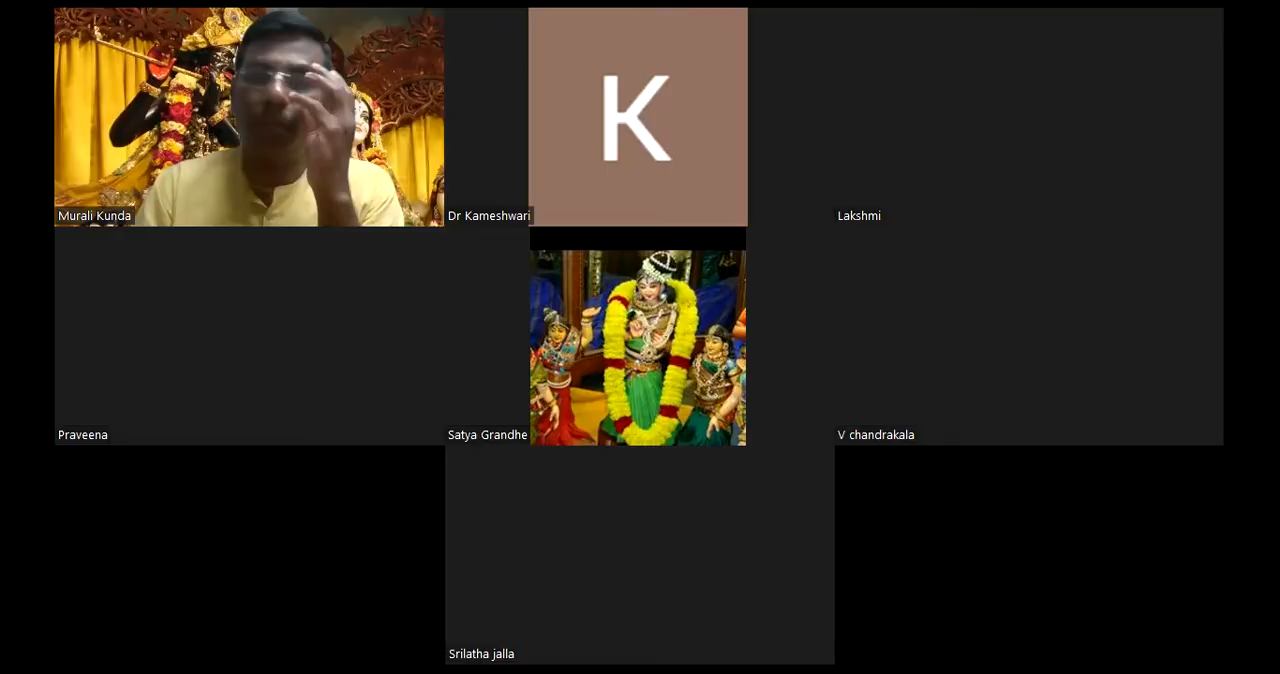 K
Murali Kunda
Dr Kameshwari
Lakshmi
Praveena
Satya Grandhe
V chandrakala
Srilatha jalla